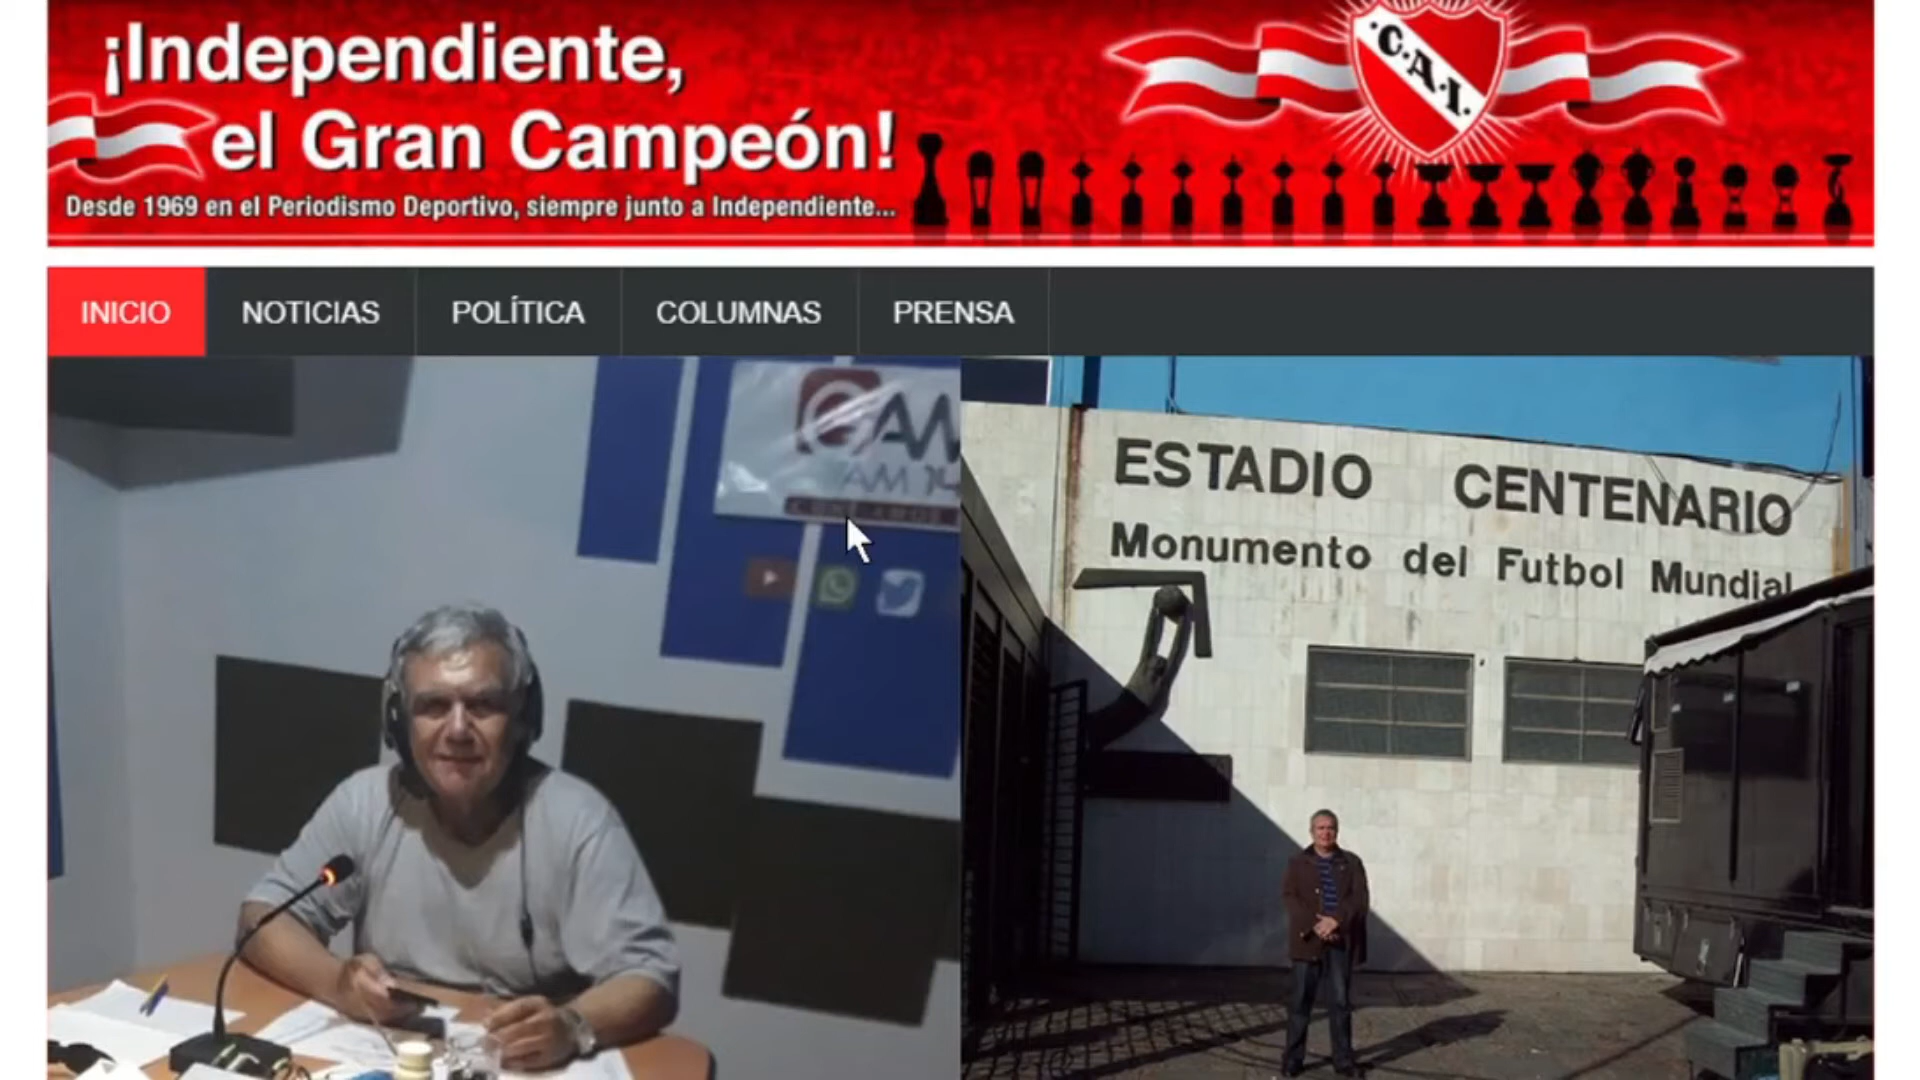 ¡Independiente,
el Gran Campeón!
Desde 1969 en el Periodismo Deportivo, siempre junto a Independiente...
·C·A·I·
INICIO NOTICIAS POLÍTICA COLUMNAS PRENSA
AM
ESTADIO CENTENARIO
Monumento del Futbol Mundial